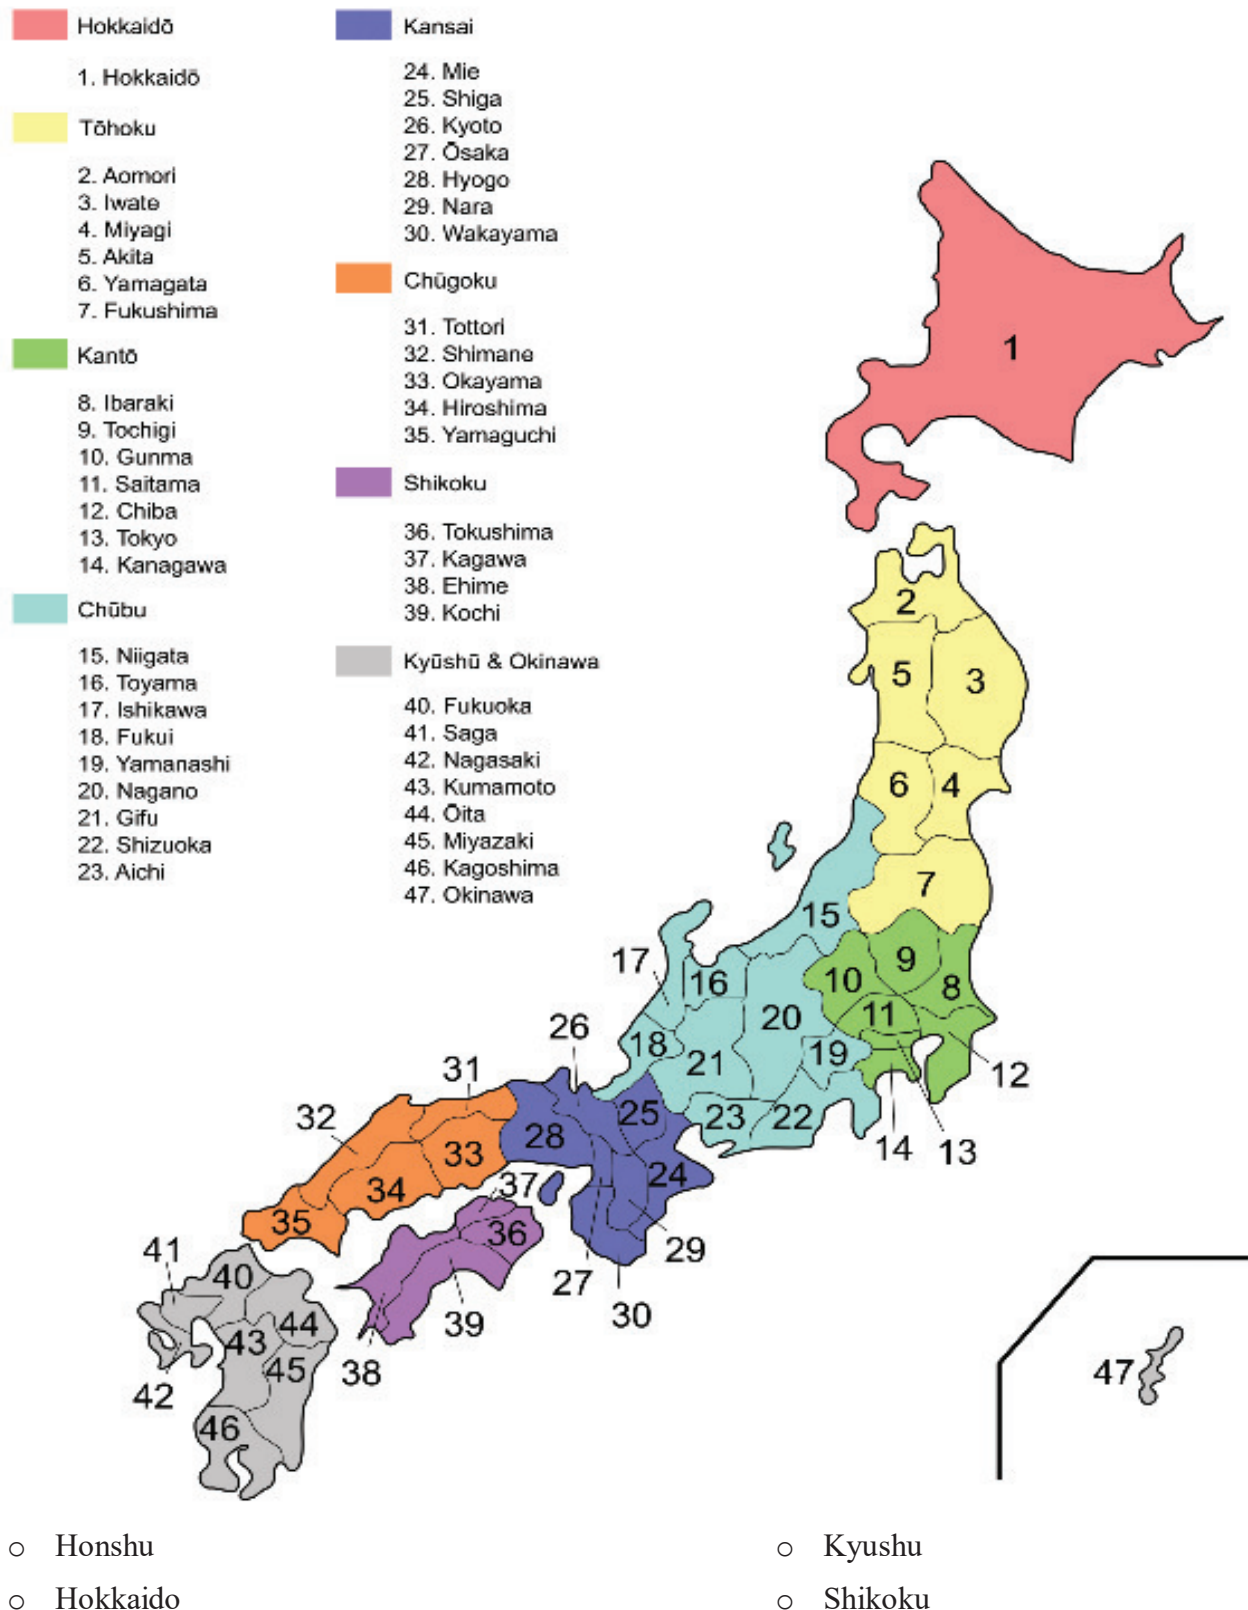 Hokkaidō
1. Hokkaidō
Tōhoku
2. Aomori
3. Iwate
4. Miyagi
5. Akita
6. Yamagata
7. Fukushima
Kantō
8. Ibaraki
9. Tochigi
10. Gunma
11. Saitama
12. Chiba
13. Tokyo
14. Kanagawa
Chūbu
15. Niigata
16. Toyama
17. Ishikawa
18. Fukui
19. Yamanashi
20. Nagano
21. Gifu
22. Shizuoka
23. Aichi
Kansai
24. Mie
25. Shiga
26. Kyoto
27. Ōsaka
28. Hyogo
29. Nara
30. Wakayama
Chūgoku
31. Tottori
32. Shimane
33. Okayama
34. Hiroshima
35. Yamaguchi
Shikoku
36. Tokushima
37. Kagawa
38. Ehime
39. Kochi
Kyūshū & Okinawa
40. Fukuoka
41. Saga
42. Nagasaki
43. Kumamoto
44. Ōita
45. Miyazaki
46. Kagoshima
47. Okinawa
1
2
5
3
6
4
7
15
9
17
16
10
8
20
11
26
18
21
19
12
31
32
25
23
22
28
14
13
33
24
34
37
35
36
29
41
40
27
30
44
39
43
45
38
42
47
46
○ Honshu
○ Kyushu
○ Hokkaido
○ Shikoku